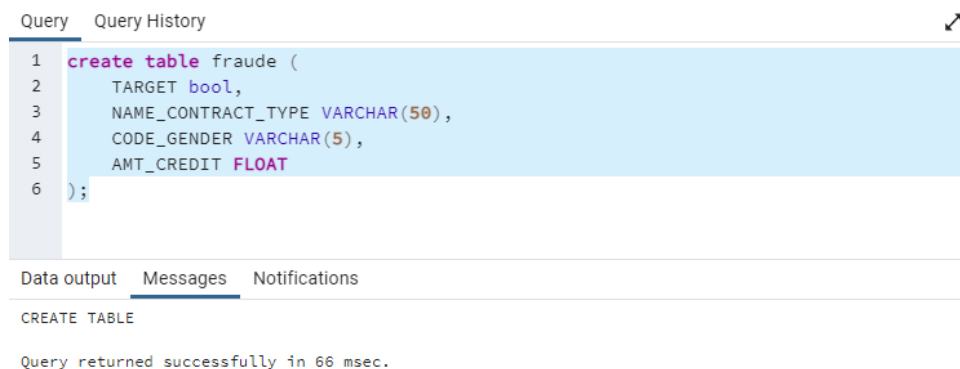 Query Query History
1 create table fraude (
2 TARGET bool,
3 NAME_CONTRACT_TYPE VARCHAR(50),
4 CODE_GENDER VARCHAR(5),
5 AMT_CREDIT FLOAT
6 );
Data output Messages Notifications
CREATE TABLE
Query returned successfully in 66 msec.